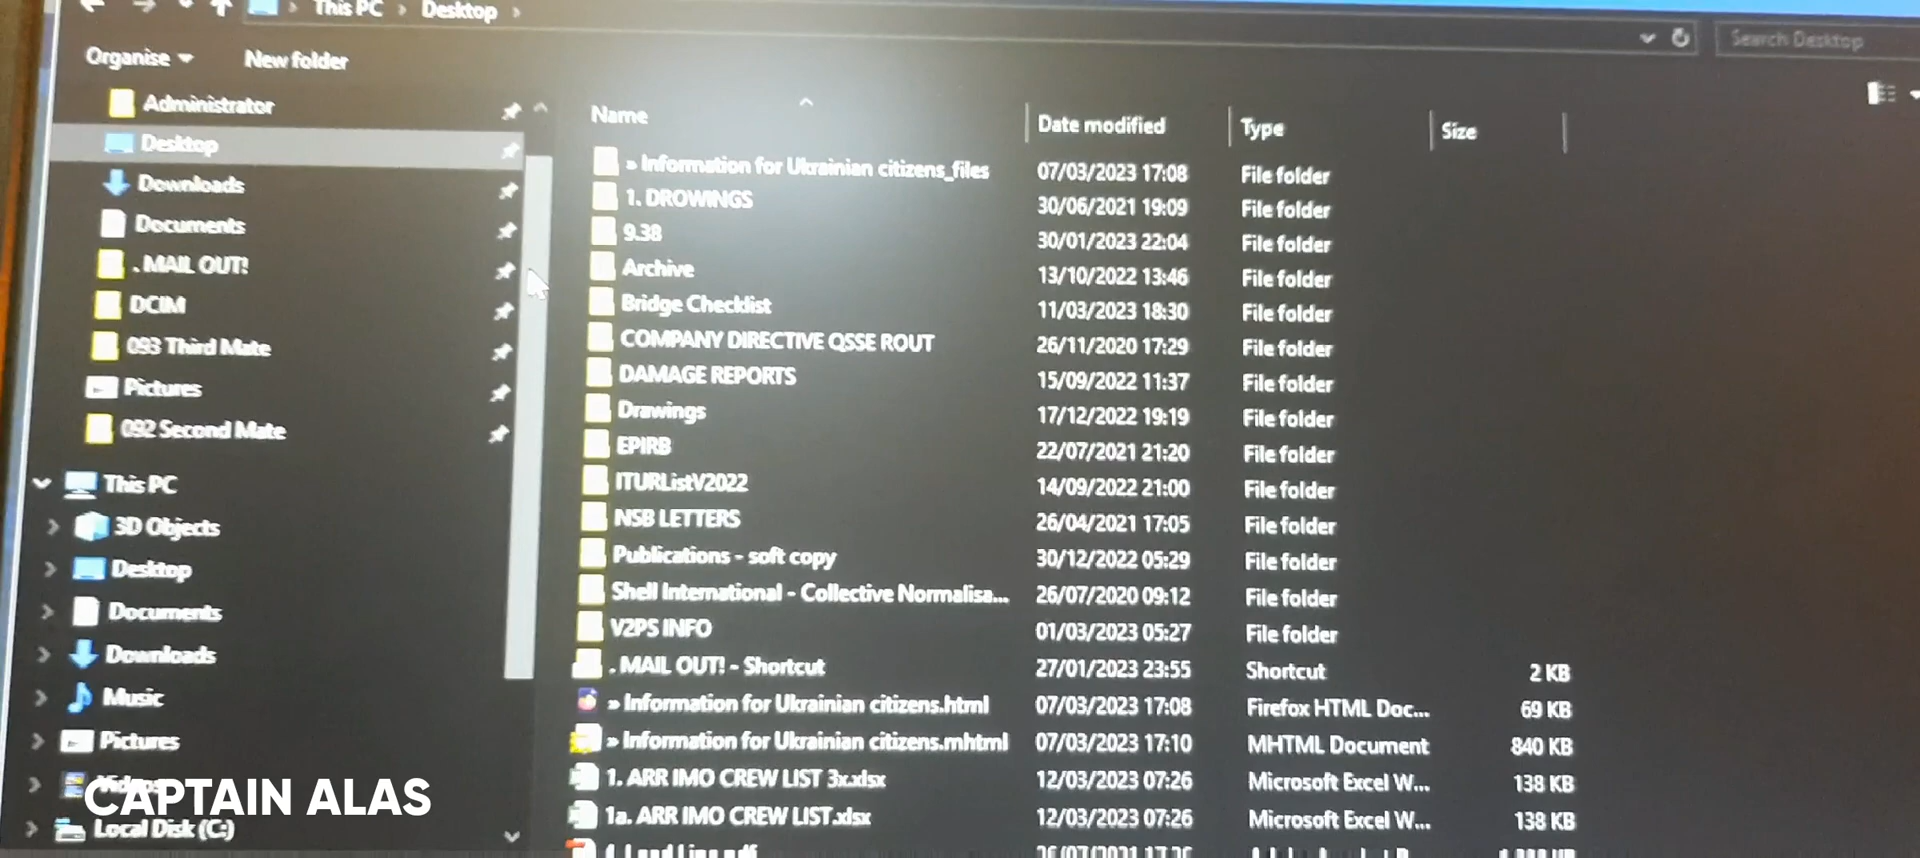 This PC > Desktop >
Search Desktop
Organise New folder
Administrator
Desktop
Downloads
Documents
. MAIL OUT!
DCIM
093 Third Mate
Pictures
092 Second Mate
This PC
3D Objects
Desktop
Documents
Downloads
Music
Pictures
Videos
Local Disk (C:)
Name Date modified Type Size
» Information for Ukrainian citizens_files 07/03/2023 17:08 File folder
1. DROWINGS 30/06/2021 19:09 File folder
9.38 30/01/2023 22:04 File folder
Archive 13/10/2022 13:46 File folder
Bridge Checklist 11/03/2023 18:30 File folder
COMPANY DIRECTIVE QSSE ROUT 26/11/2020 17:29 File folder
DAMAGE REPORTS 15/09/2022 11:37 File folder
Drawings 17/12/2022 19:19 File folder
EPIRB 22/07/2021 21:20 File folder
ITURListV2022 14/09/2022 21:00 File folder
NSB LETTERS 26/04/2021 17:05 File folder
Publications - soft copy 30/12/2022 05:29 File folder
Shell International - Collective Normalisa... 26/07/2020 09:12 File folder
V2PS INFO 01/03/2023 05:27 File folder
. MAIL OUT! - Shortcut 27/01/2023 23:55 Shortcut 2 KB
» Information for Ukrainian citizens.html 07/03/2023 17:08 Firefox HTML Doc... 69 KB
» Information for Ukrainian citizens.mhtml 07/03/2023 17:10 MHTML Document 840 KB
1. ARR IMO CREW LIST 3x.xlsx 12/03/2023 07:26 Microsoft Excel W... 138 KB
1a. ARR IMO CREW LIST.xlsx 12/03/2023 07:26 Microsoft Excel W... 138 KB
CAPTAIN ALAS